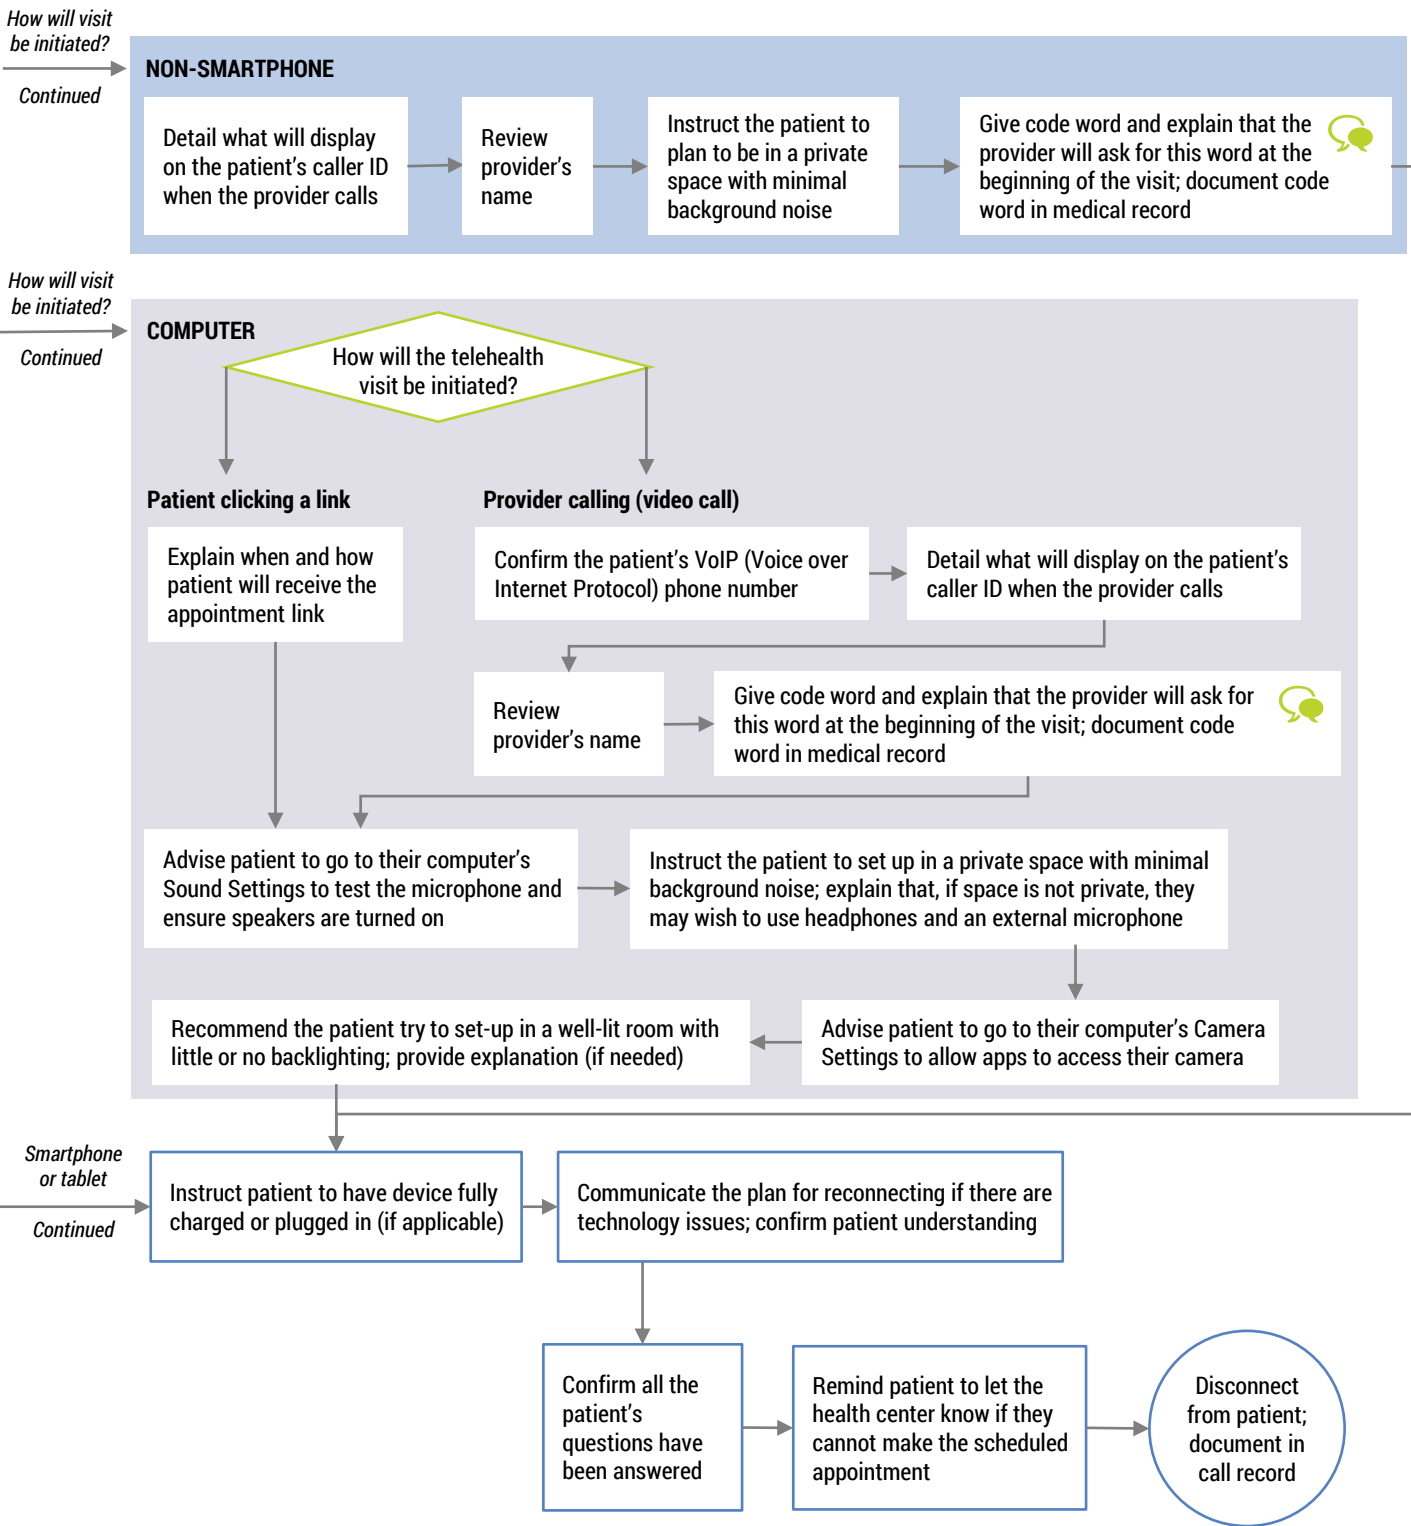 How will visit
be initiated?
Continued
NON-SMARTPHONE
Detail what will display
on the patient's caller ID
when the provider calls
Review
provider's
name
Instruct the patient to
plan to be in a private
space with minimal
background noise
Give code word and explain that the
provider will ask for this word at the
beginning of the visit; document code
word in medical record
How will visit
be initiated?
Continued
COMPUTER
How will the telehealth
visit be initiated?
Patient clicking a link
Explain when and how
patient will receive the
appointment link
Provider calling (video call)
Confirm the patient's VoIP (Voice over
Internet Protocol) phone number
Detail what will display on the patient's
caller ID when the provider calls
Review
provider's name
Give code word and explain that the provider will ask for
this word at the beginning of the visit; document code
word in medical record
Advise patient to go to their computer's
Sound Settings to test the microphone and
ensure speakers are turned on
Instruct the patient to set up in a private space with minimal
background noise; explain that, if space is not private, they
may wish to use headphones and an external microphone
Advise patient to go to their computer's Camera
Settings to allow apps to access their camera
Recommend the patient try to set-up in a well-lit room with
little or no backlighting; provide explanation (if needed)
Smartphone
or tablet
Continued
Instruct patient to have device fully
charged or plugged in (if applicable)
Communicate the plan for reconnecting if there are
technology issues; confirm patient understanding
Confirm all the
patient's
questions have
been answered
Remind patient to let the
health center know if they
cannot make the scheduled
appointment
Disconnect
from patient;
document in
call record